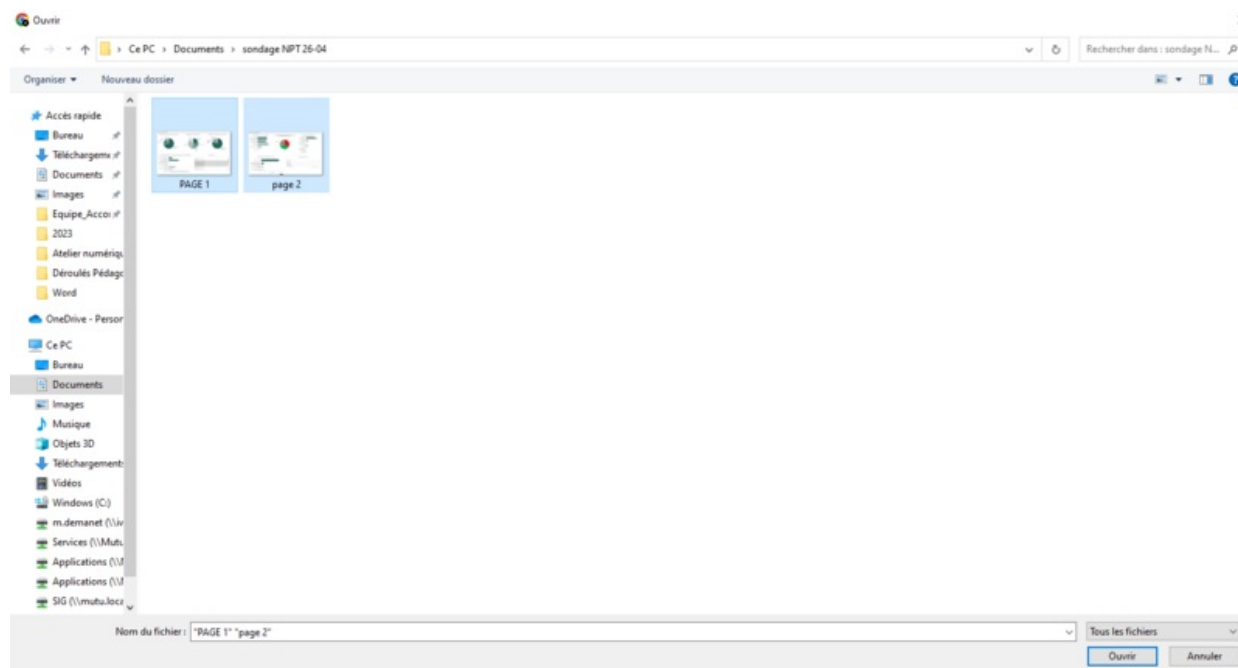 Ouvrir
Ce PC > Documents > sondage NPT 26-04
Rechercher dans : sondage N...
Organiser
Nouveau dossier
Accès rapide
Bureau
Téléchargeme
Documents
Images
Equipe_Accor
2023
Atelier numériqu
Déroulés Pédago
Word
OneDrive - Person
Ce PC
Bureau
Documents
Images
Musique
Objets 3D
Téléchargements
Vidéos
Windows (C:)
m.demanet (\\iv
Services (\\Mutu
Applications (\\M
Applications (\\M
SIG (\\mutu.loca
PAGE 1
page 2
Nom du fichier : "PAGE 1" "page 2"
Tous les fichiers
Ouvrir
Annuler